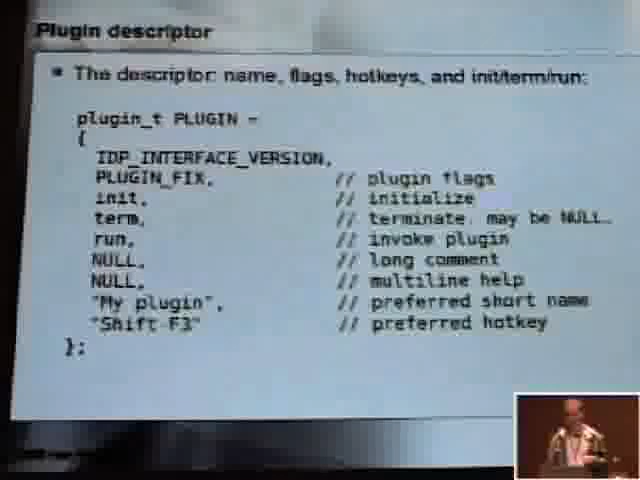 Plugin descriptor
The descriptor: name, flags, hotkeys, and init/term/run:
plugin_t PLUGIN =
{
IDP_INTERFACE_VERSION,
PLUGIN_FIX, // plugin flags
init, // initialize
term, // terminate. may be NULL.
run, // invoke plugin
NULL, // long comment
NULL, // multiline help
"My plugin", // preferred short name
"Shift-F3" // preferred hotkey
};